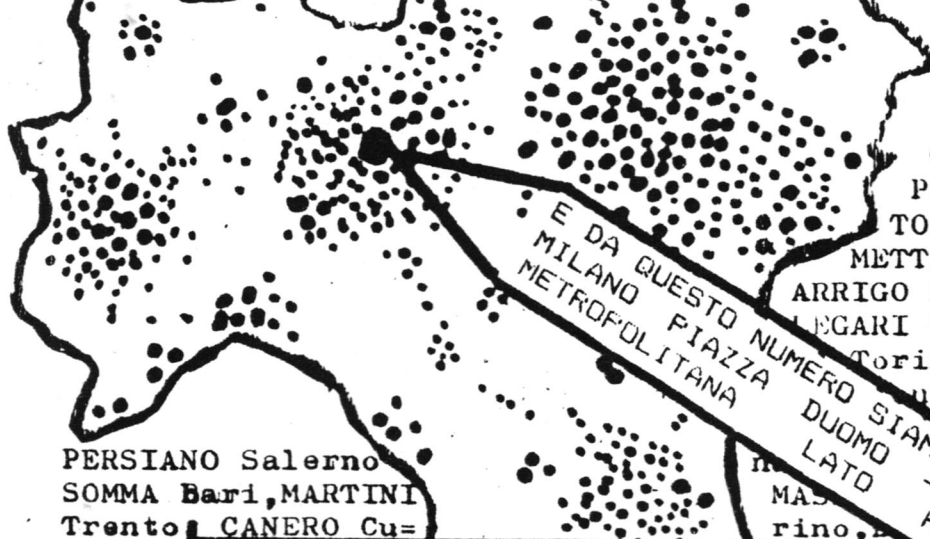 E DA QUESTO NUMERO SIAM
MILANO PIAZZA DUOMO
METROPOLITANA LATO
P
TO
METT
ARRIGO
LEGARI
Tori
PERSIANO Salerno
SOMMA Bari,MARTINI
Trento, CANERO Cu=
MAS
rino,